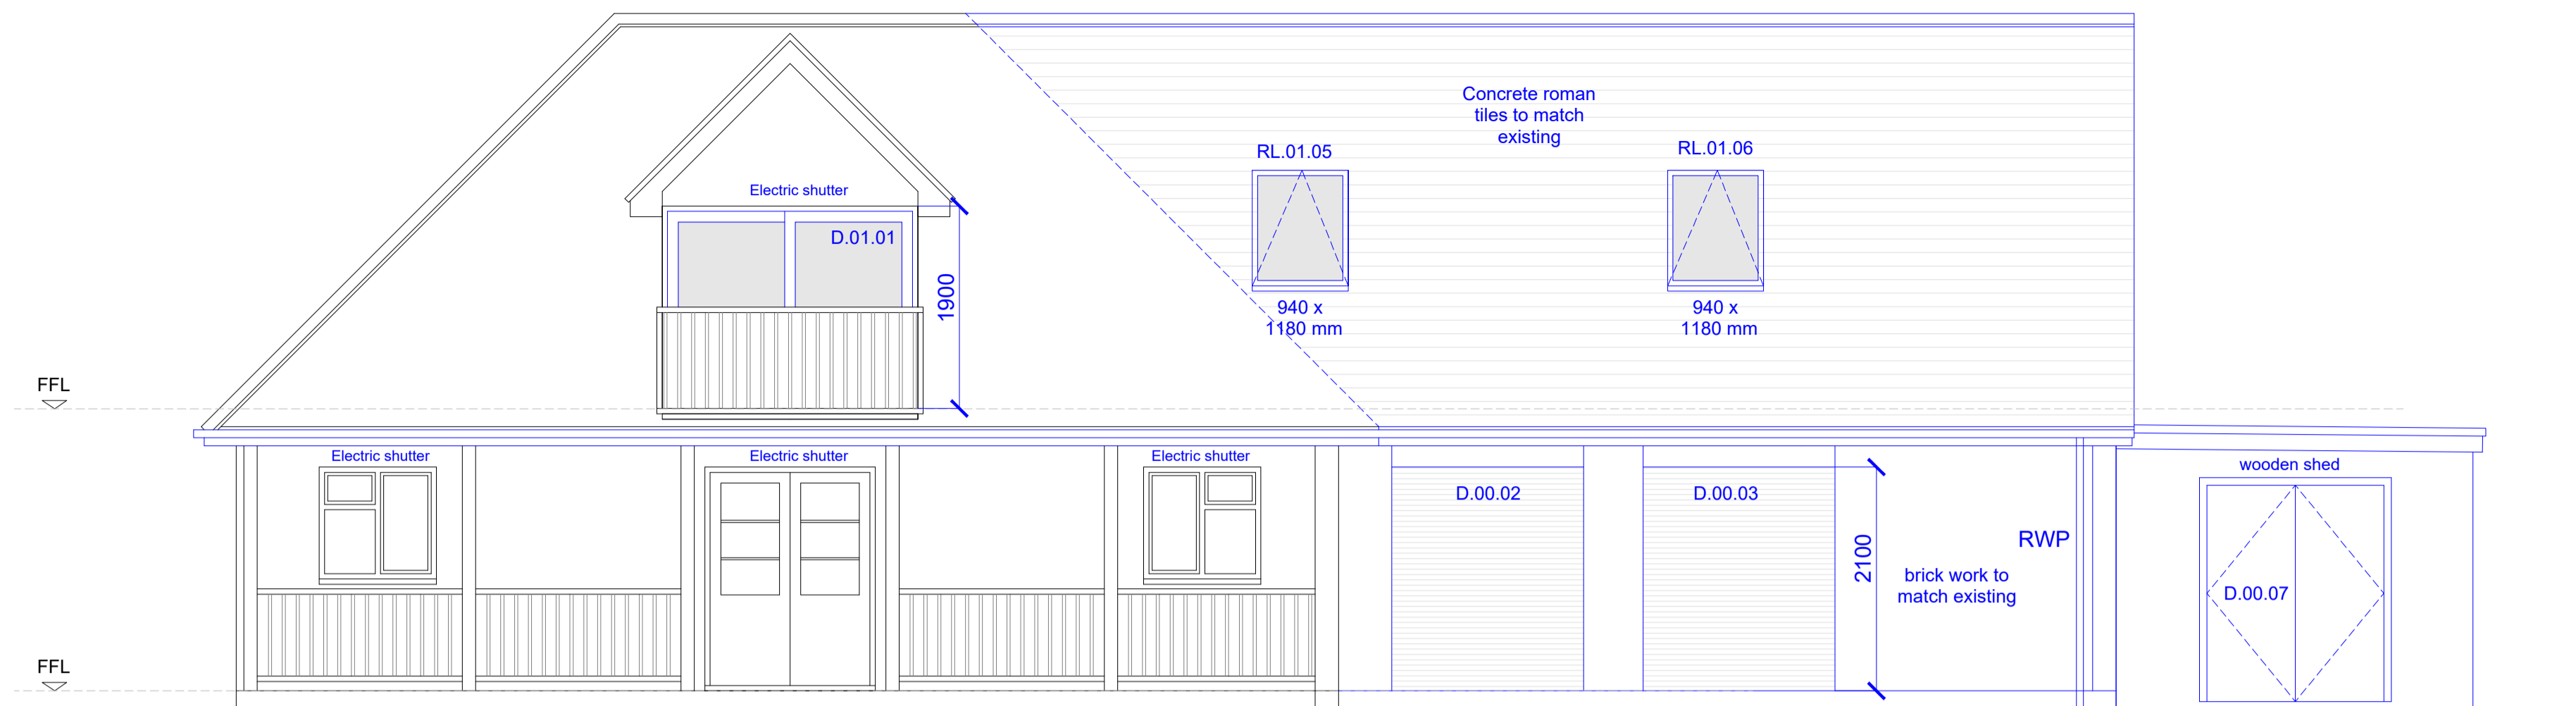 Concrete roman
tiles to match
existing
RL.01.05
RL.01.06
Electric shutter
D.01.01
1900
940 x
1180 mm
940 x
1180 mm
FFL
Electric shutter
Electric shutter
Electric shutter
wooden shed
D.00.02
D.00.03
RWP
2100
brick work to
match existing
D.00.07
FFL